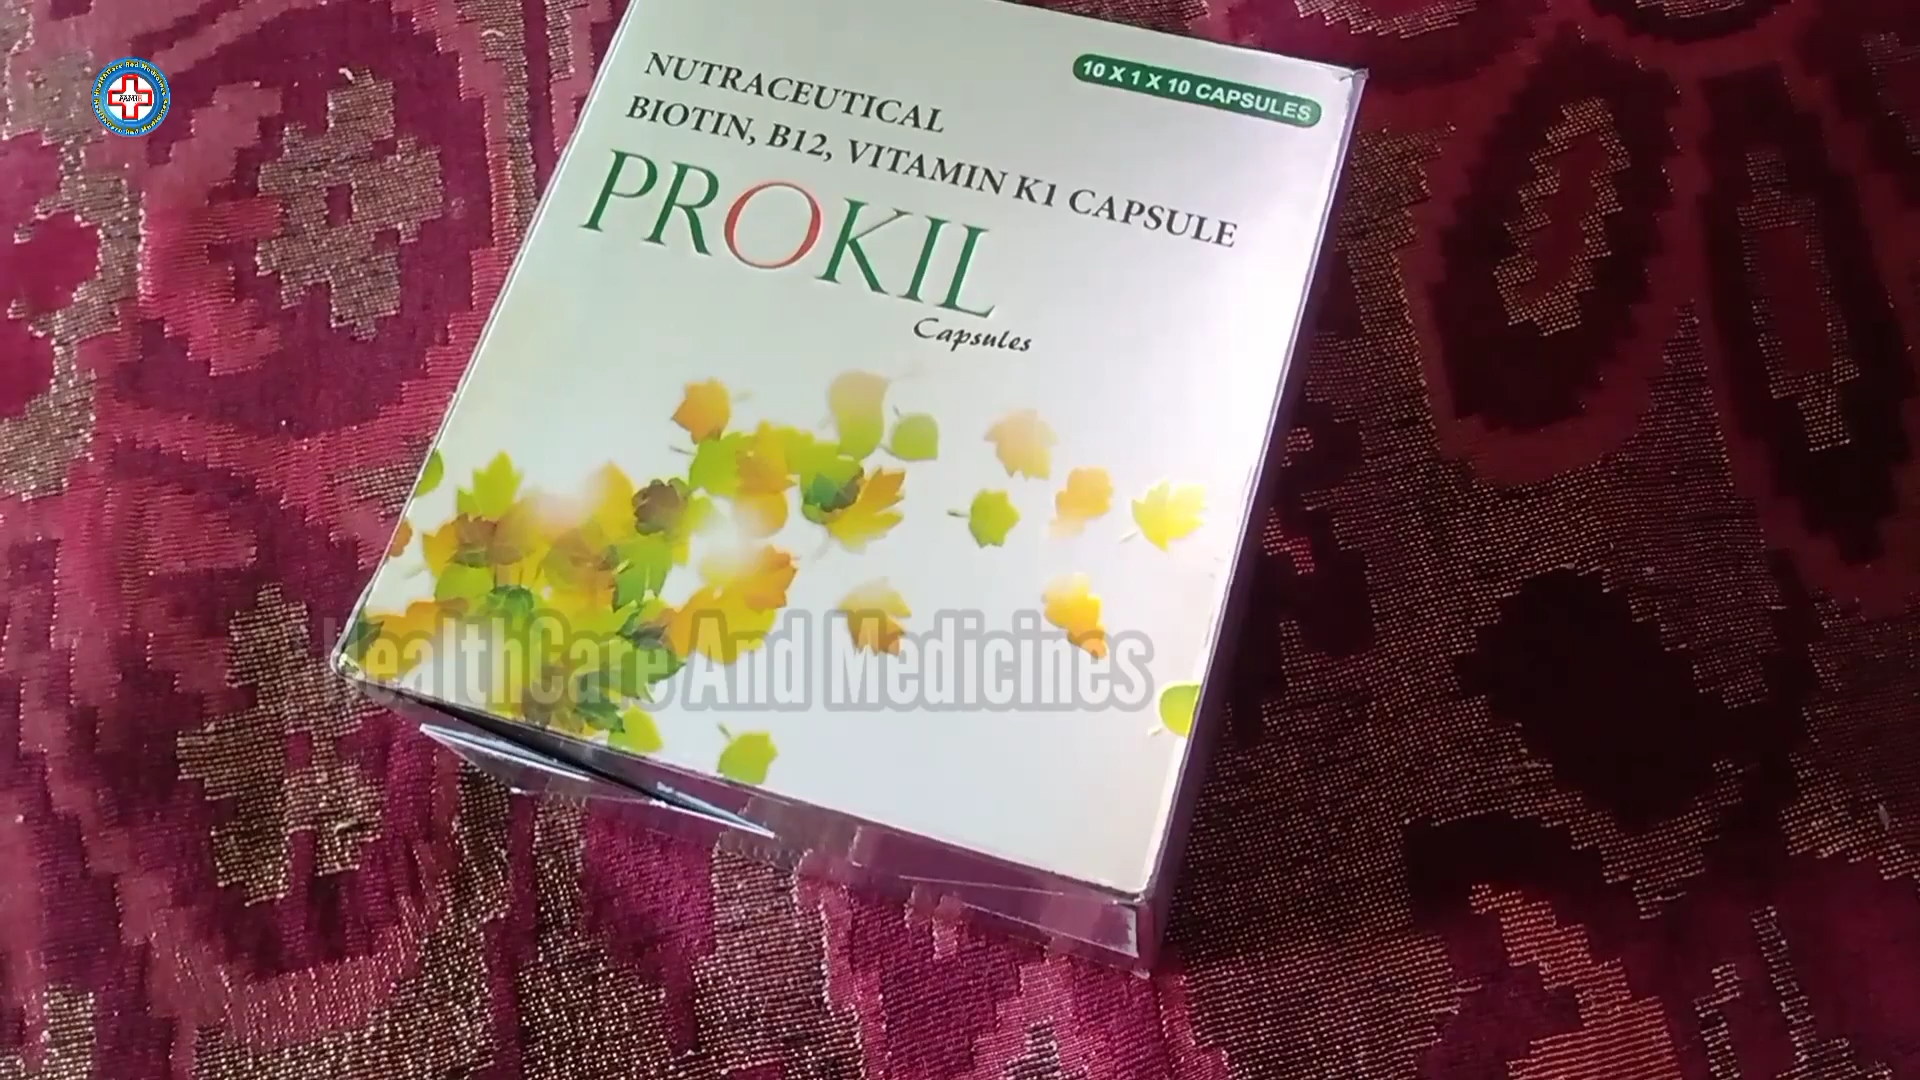 10 X 1 X 10 CAPSULES
NUTRACEUTICAL
BIOTIN, B12, VITAMIN K1 CAPSULE
PROKIL
Capsules
HealthCare And Medicines